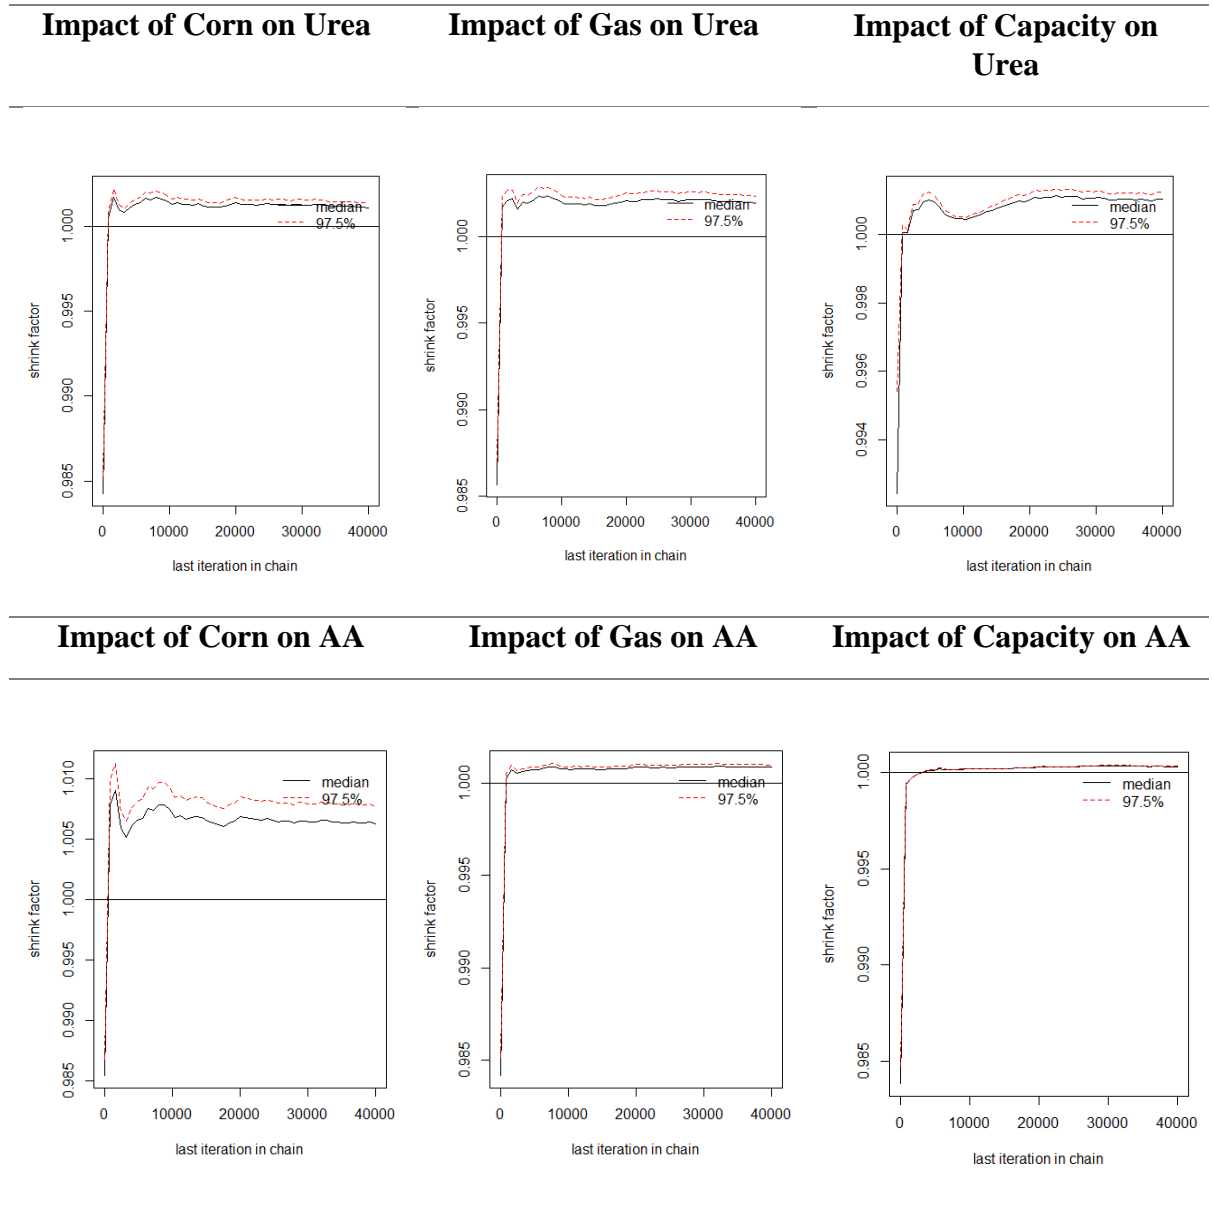 Impact of Corn on Urea
Impact of Gas on Urea
Impact of Capacity on
Urea
shrink factor
1.000
0.995
0.990
0.985
median
97.5%
0 10000 20000 30000 40000
last iteration in chain
shrink factor
1.000
0.995
0.990
0.985
median
97.5%
0 10000 20000 30000 40000
last iteration in chain
shrink factor
1.000
0.998
0.996
0.994
median
97.5%
0 10000 20000 30000 40000
last iteration in chain
Impact of Corn on AA
Impact of Gas on AA
Impact of Capacity on AA
shrink factor
1.010
1.005
1.000
0.995
0.990
0.985
median
97.5%
0 10000 20000 30000 40000
last iteration in chain
shrink factor
1.000
0.995
0.990
0.985
median
97.5%
0 10000 20000 30000 40000
last iteration in chain
shrink factor
1.000
0.995
0.990
0.985
median
97.5%
0 10000 20000 30000 40000
last iteration in chain